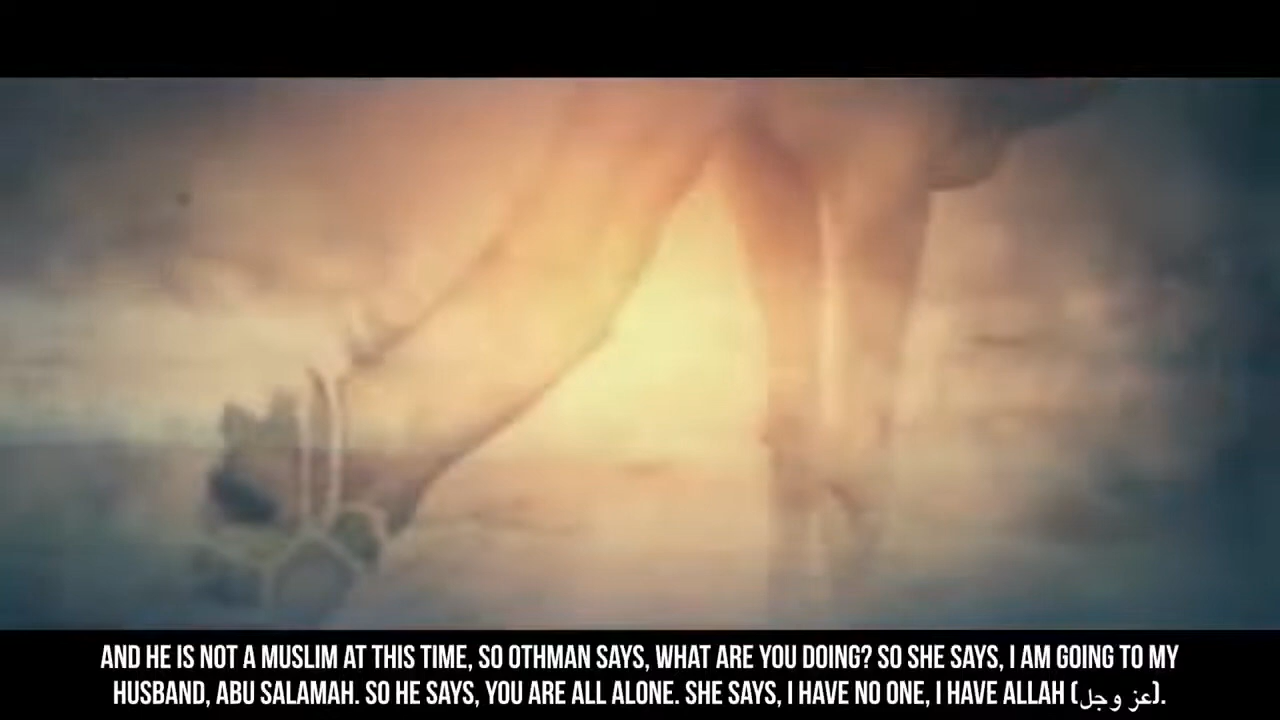 AND HE IS NOT A MUSLIM AT THIS TIME, SO OTHMAN SAYS, WHAT ARE YOU DOING? SO SHE SAYS, I AM GOING TO MY
HUSBAND, ABU SALAMAH. SO HE SAYS, YOU ARE ALL ALONE. SHE SAYS, I HAVE NO ONE, I HAVE ALLAH (عز وجل).